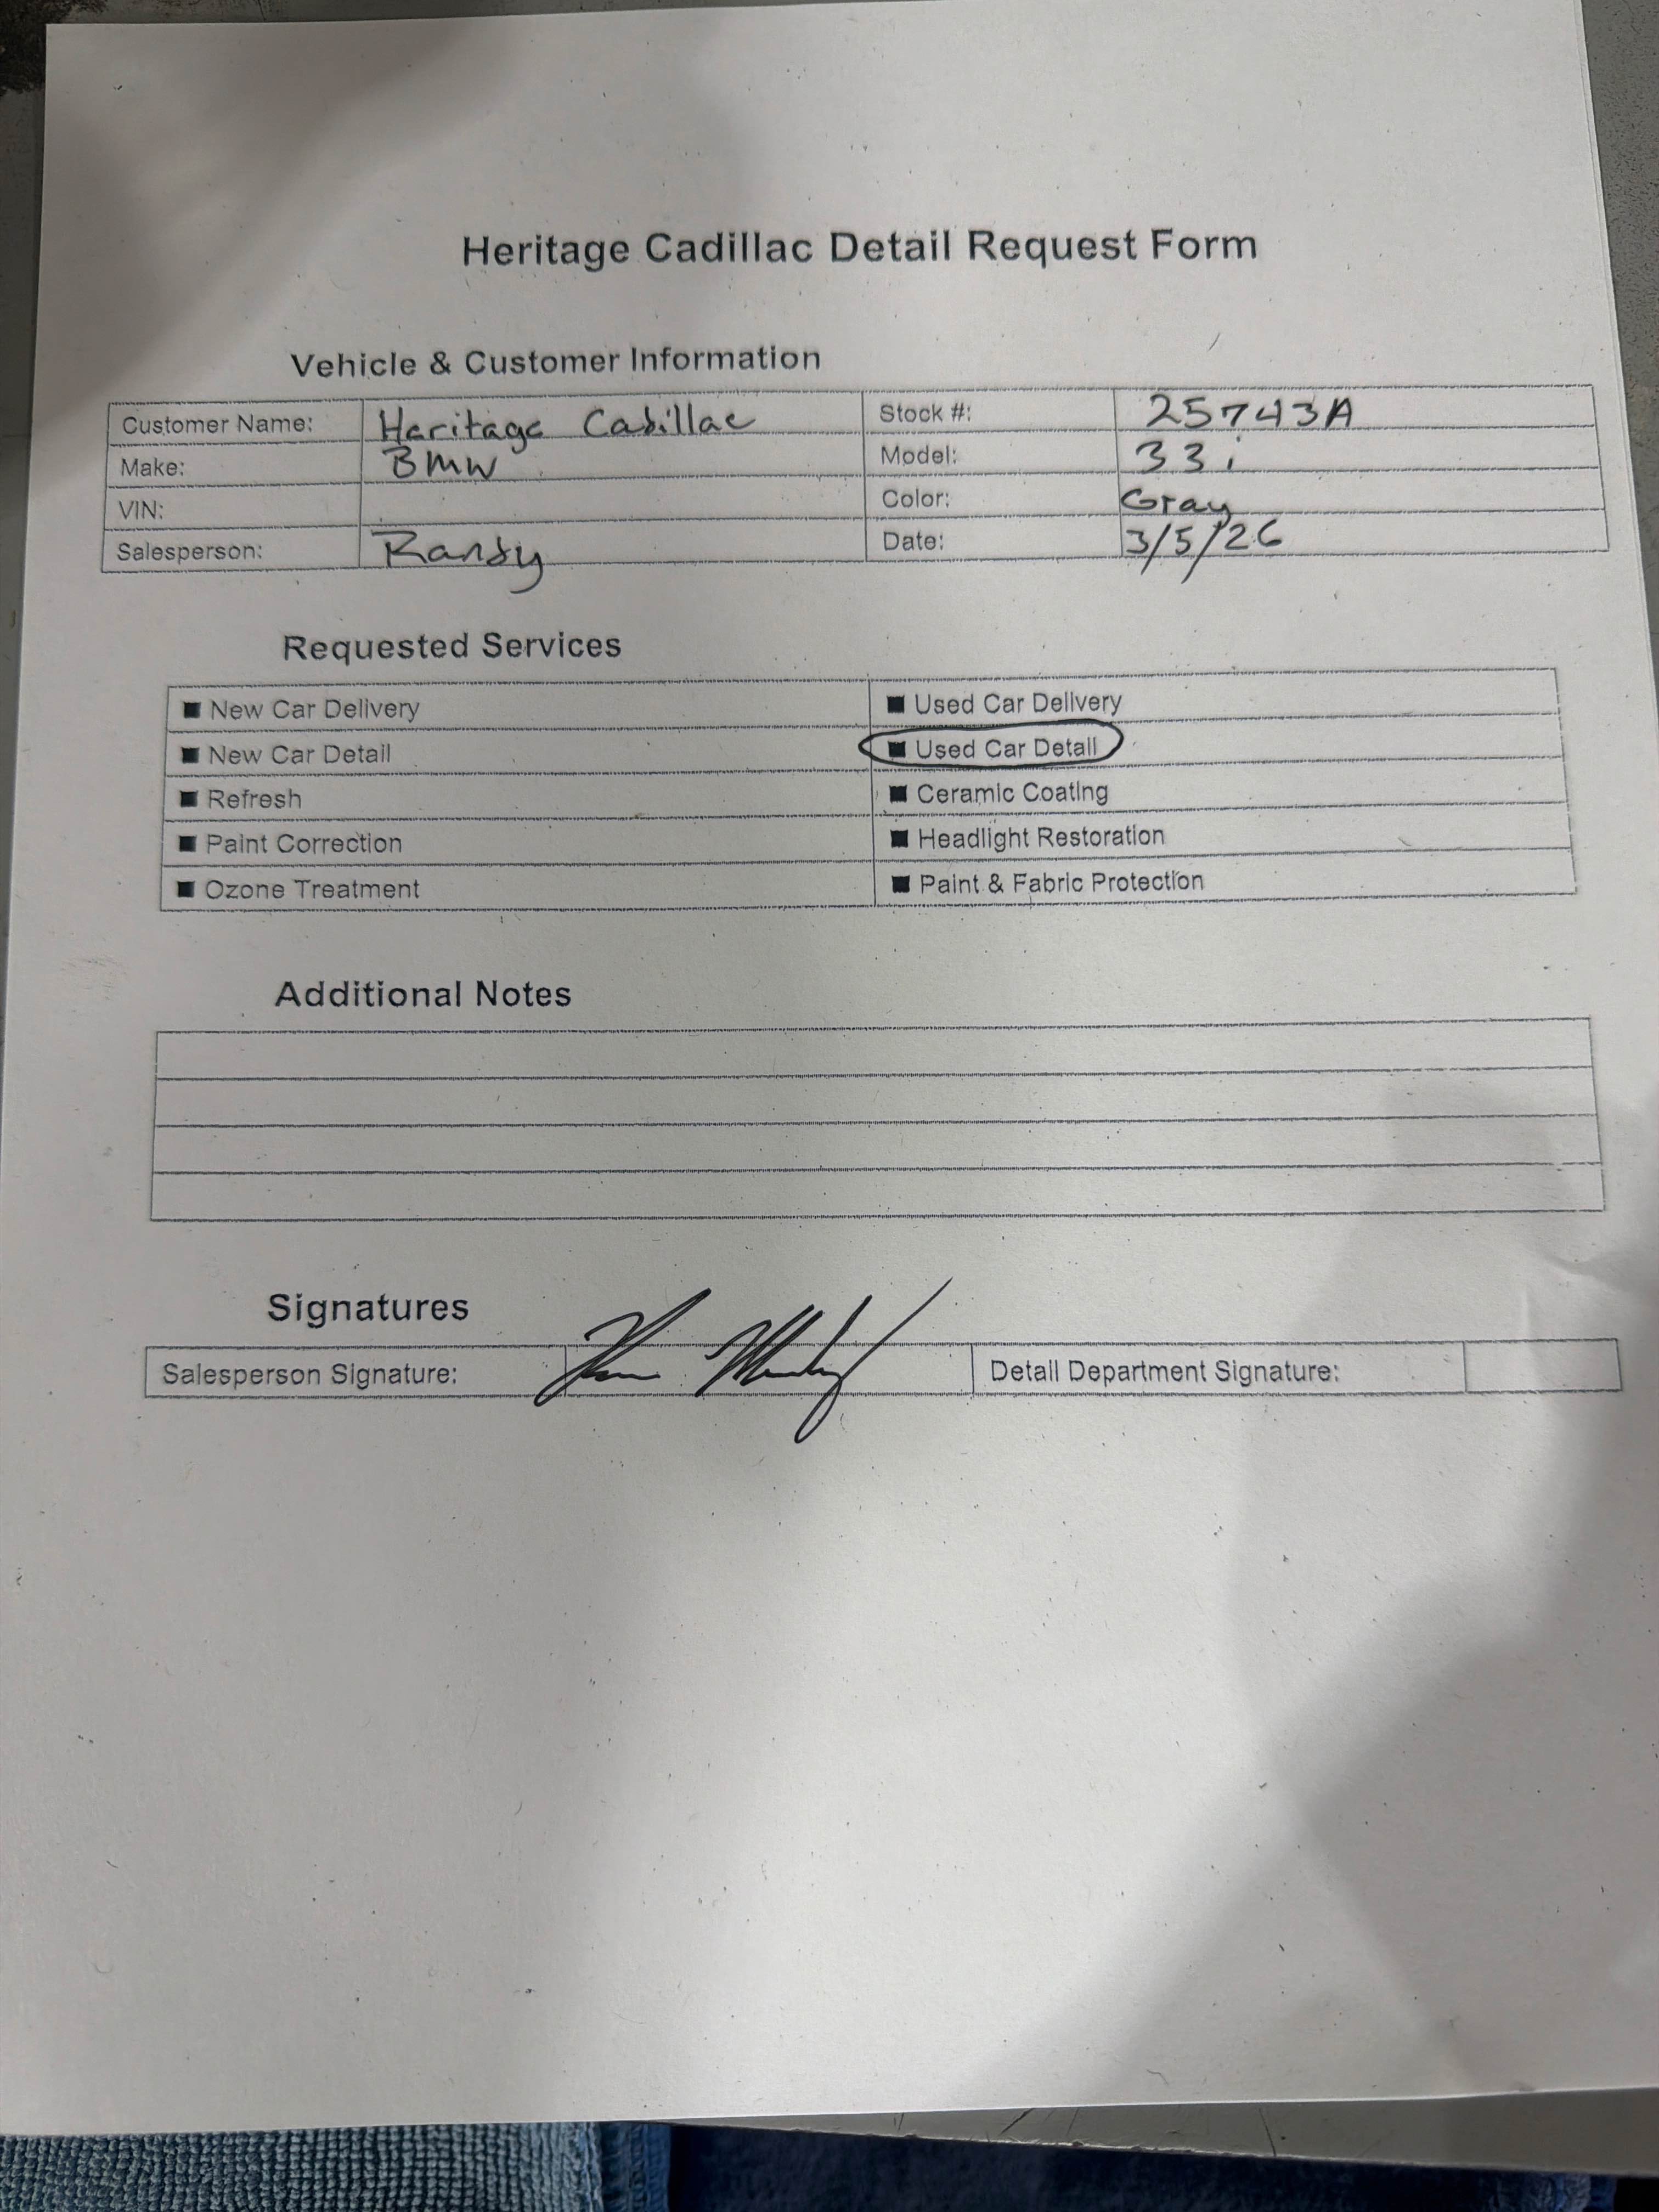 Heritage Cadillac Detail Request Form
Vehicle & Customer Information
Customer Name: Heritage Cadillac Stock #: 25743A
Make: BMW Model: 33i
VIN: Color: Gray
Salesperson: Randy Date: 3/5/26
Requested Services
■ New Car Delivery ■ Used Car Delivery
■ New Car Detail ■ Used Car Detail
■ Refresh ■ Ceramic Coating
■ Paint Correction ■ Headlight Restoration
■ Ozone Treatment ■ Paint & Fabric Protection
Additional Notes
Signatures
Salesperson Signature: Detail Department Signature: